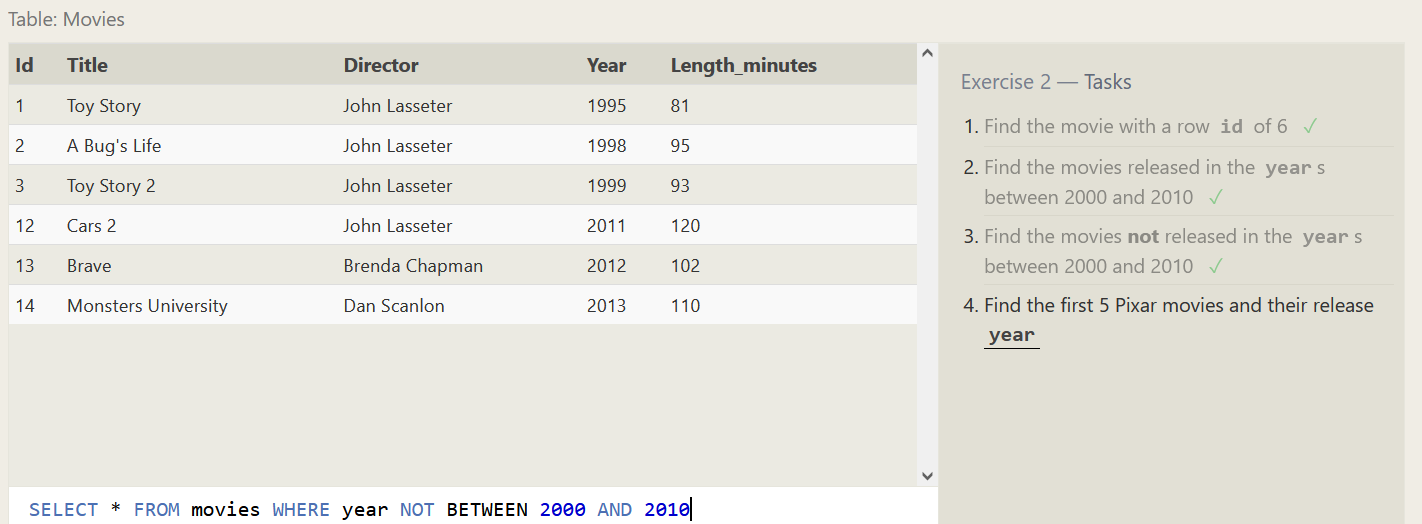 Table: Movies
Id Title Director Year Length_minutes
1 Toy Story John Lasseter 1995 81
2 A Bug's Life John Lasseter 1998 95
3 Toy Story 2 John Lasseter 1999 93
12 Cars 2 John Lasseter 2011 120
13 Brave Brenda Chapman 2012 102
14 Monsters University Dan Scanlon 2013 110
SELECT * FROM movies WHERE year NOT BETWEEN 2000 AND 2010
Exercise 2 — Tasks
1. Find the movie with a row id of 6 ✓
2. Find the movies released in the year s
between 2000 and 2010 ✓
3. Find the movies not released in the year s
between 2000 and 2010 ✓
4. Find the first 5 Pixar movies and their release
year